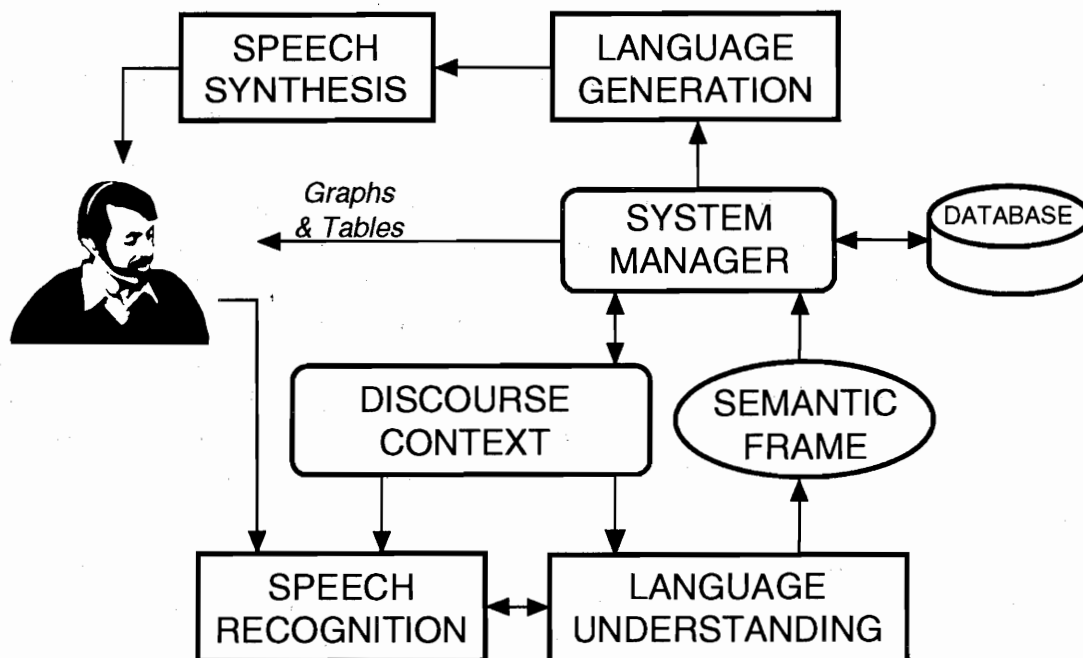 SPEECH
SYNTHESIS
LANGUAGE
GENERATION
Graphs
& Tables
SYSTEM
MANAGER
DATABASE
DISCOURSE
CONTEXT
SEMANTIC
FRAME
SPEECH
RECOGNITION
LANGUAGE
UNDERSTANDING